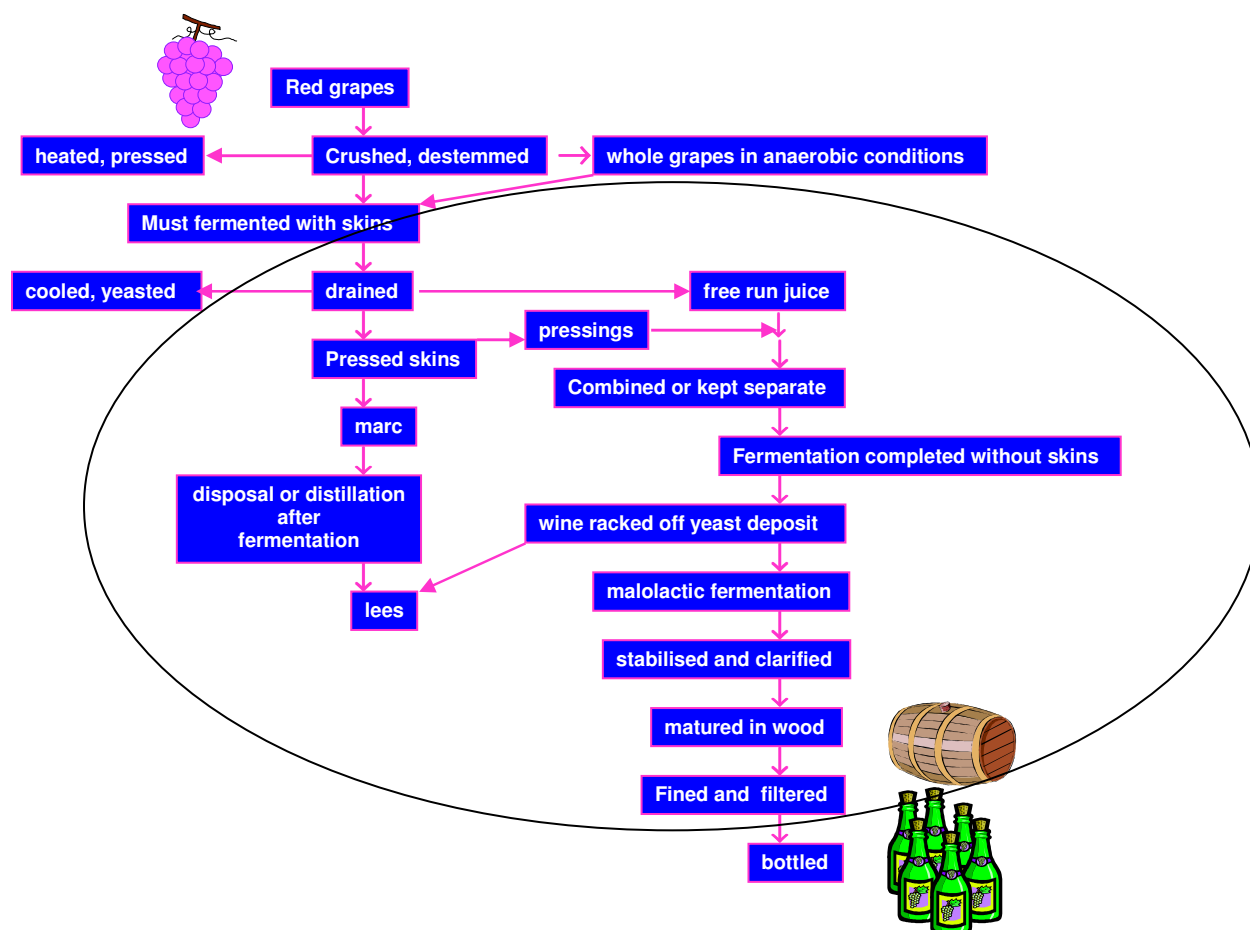 Red grapes
heated, pressed
Crushed, destemmed
whole grapes in anaerobic conditions
Must fermented with skins
cooled, yeasted
drained
free run juice
pressings
Pressed skins
Combined or kept separate
marc
Fermentation completed without skins
disposal or distillation
after
fermentation
wine racked off yeast deposit
malolactic fermentation
lees
stabilised and clarified
matured in wood
Fined and filtered
bottled